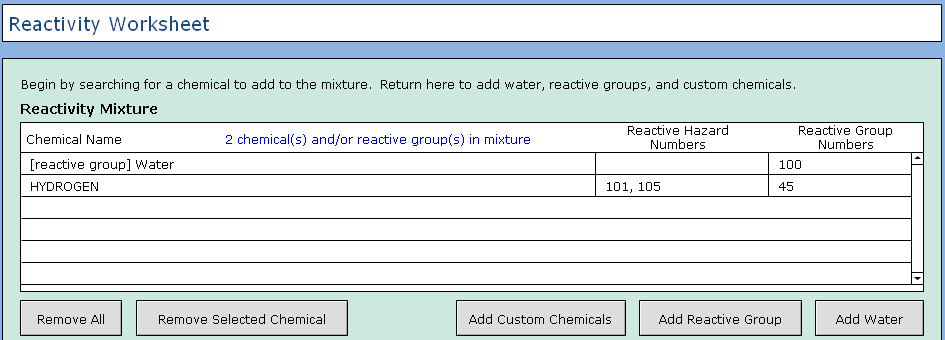 Reactivity Worksheet
Begin by searching for a chemical to add to the mixture. Return here to add water, reactive groups, and custom chemicals.
Reactivity Mixture
Chemical Name 2 chemical(s) and/or reactive group(s) in mixture Reactive Hazard Numbers Reactive Group Numbers
[reactive group] Water 100
HYDROGEN 101, 105 45
Remove All Remove Selected Chemical Add Custom Chemicals Add Reactive Group Add Water